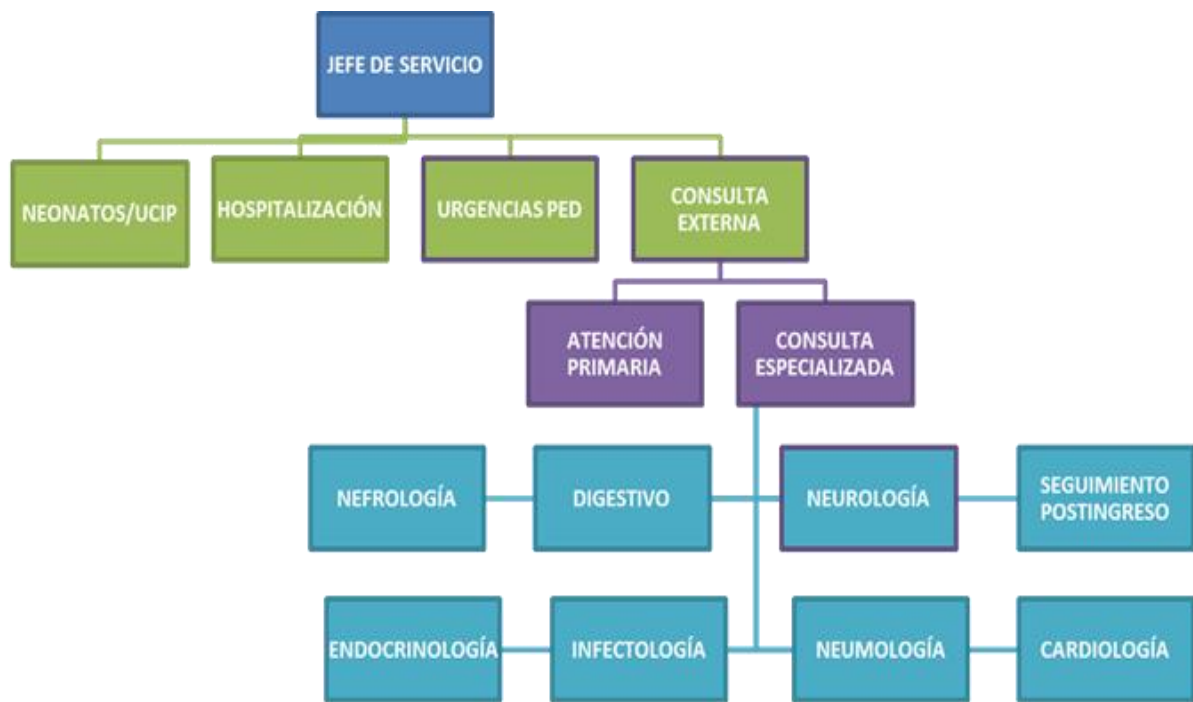 JEFE DE SERVICIO
NEONATOS/UCIP
HOSPITALIZACIÓN
URGENCIAS PED
CONSULTA
EXTERNA
ATENCIÓN
PRIMARIA
CONSULTA
ESPECIALIZADA
NEFROLOGÍA
DIGESTIVO
NEUROLOGÍA
SEGUIMIENTO
POSTINGRESO
ENDOCRINOLOGÍA
INFECTOLOGÍA
NEUMOLOGÍA
CARDIOLOGÍA